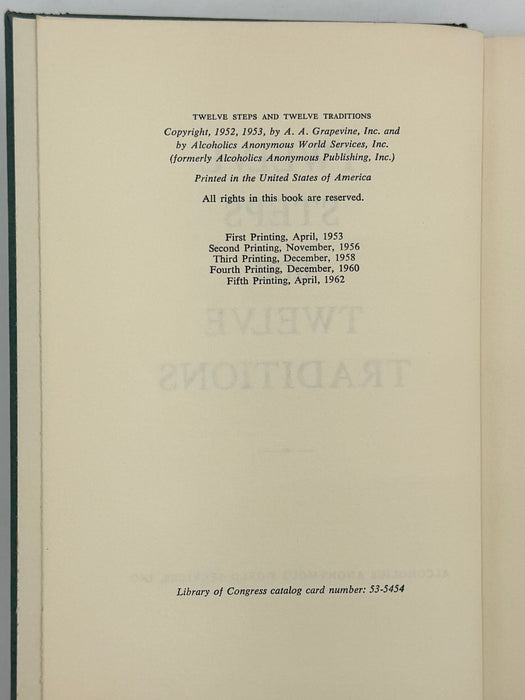 TWELVE STEPS AND TWELVE TRADITIONS
Copyright, 1952, 1953, by A. A. Grapevine, Inc. and
by Alcoholics Anonymous World Services, Inc.
(formerly Alcoholics Anonymous Publishing, Inc.)
Printed in the United States of America
All rights in this book are reserved.
First Printing, April, 1953
Second Printing, November, 1956
Third Printing, December, 1958
Fourth Printing, December, 1960
Fifth Printing, April, 1962
STEPS
TWELVE
TRADITIONS
Library of Congress catalog card number: 53-5454